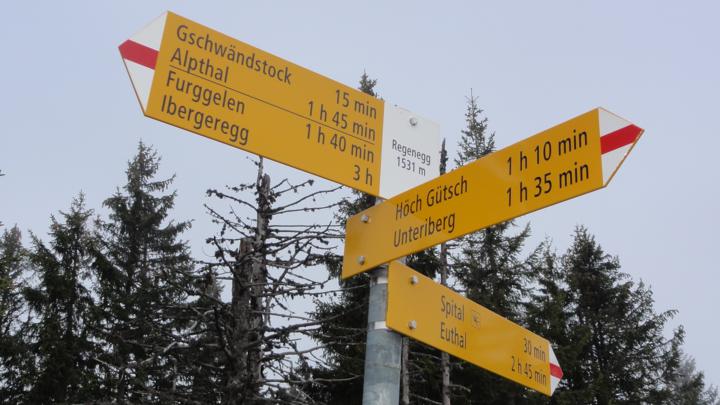 Gschwändstock 15 min
Alpthal 1 h 45 min
Furggelen 1 h 40 min
Ibergeregg 3 h
Regenegg
1531 m
Höch Gütsch 1 h 10 min
Unteriberg 1 h 35 min
Spital 30 min
Euthal 2 h 45 min